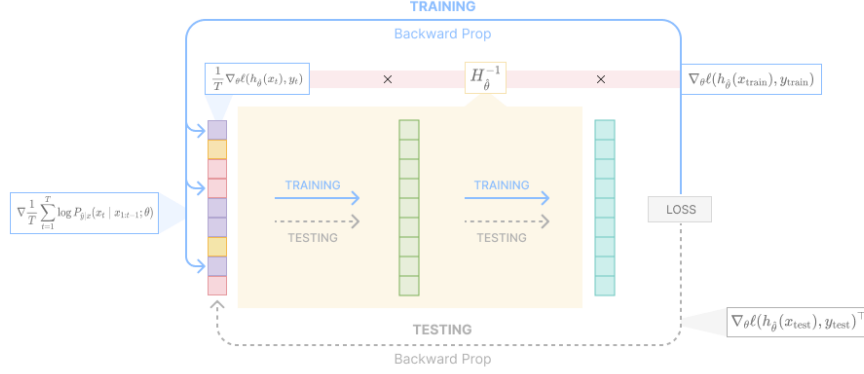 TRAINING
Backward Prop
\frac{1}{T} \nabla_\theta \ell(h_{\hat{\theta}}(x_t), y_t)
×
H_{\hat{\theta}}^{-1}
×
\nabla_\theta \ell(h_{\hat{\theta}}(x_{\text{train}}), y_{\text{train}})
TRAINING
TRAINING
\nabla \frac{1}{T} \sum_{t=1}^{T} \log P_{\hat{y}|x}(x_t \mid x_{1:t-1}; \theta)
LOSS
TESTING
TESTING
TESTING
\nabla_\theta \ell(h_{\hat{\theta}}(x_{\text{test}}), y_{\text{test}})^\top
Backward Prop